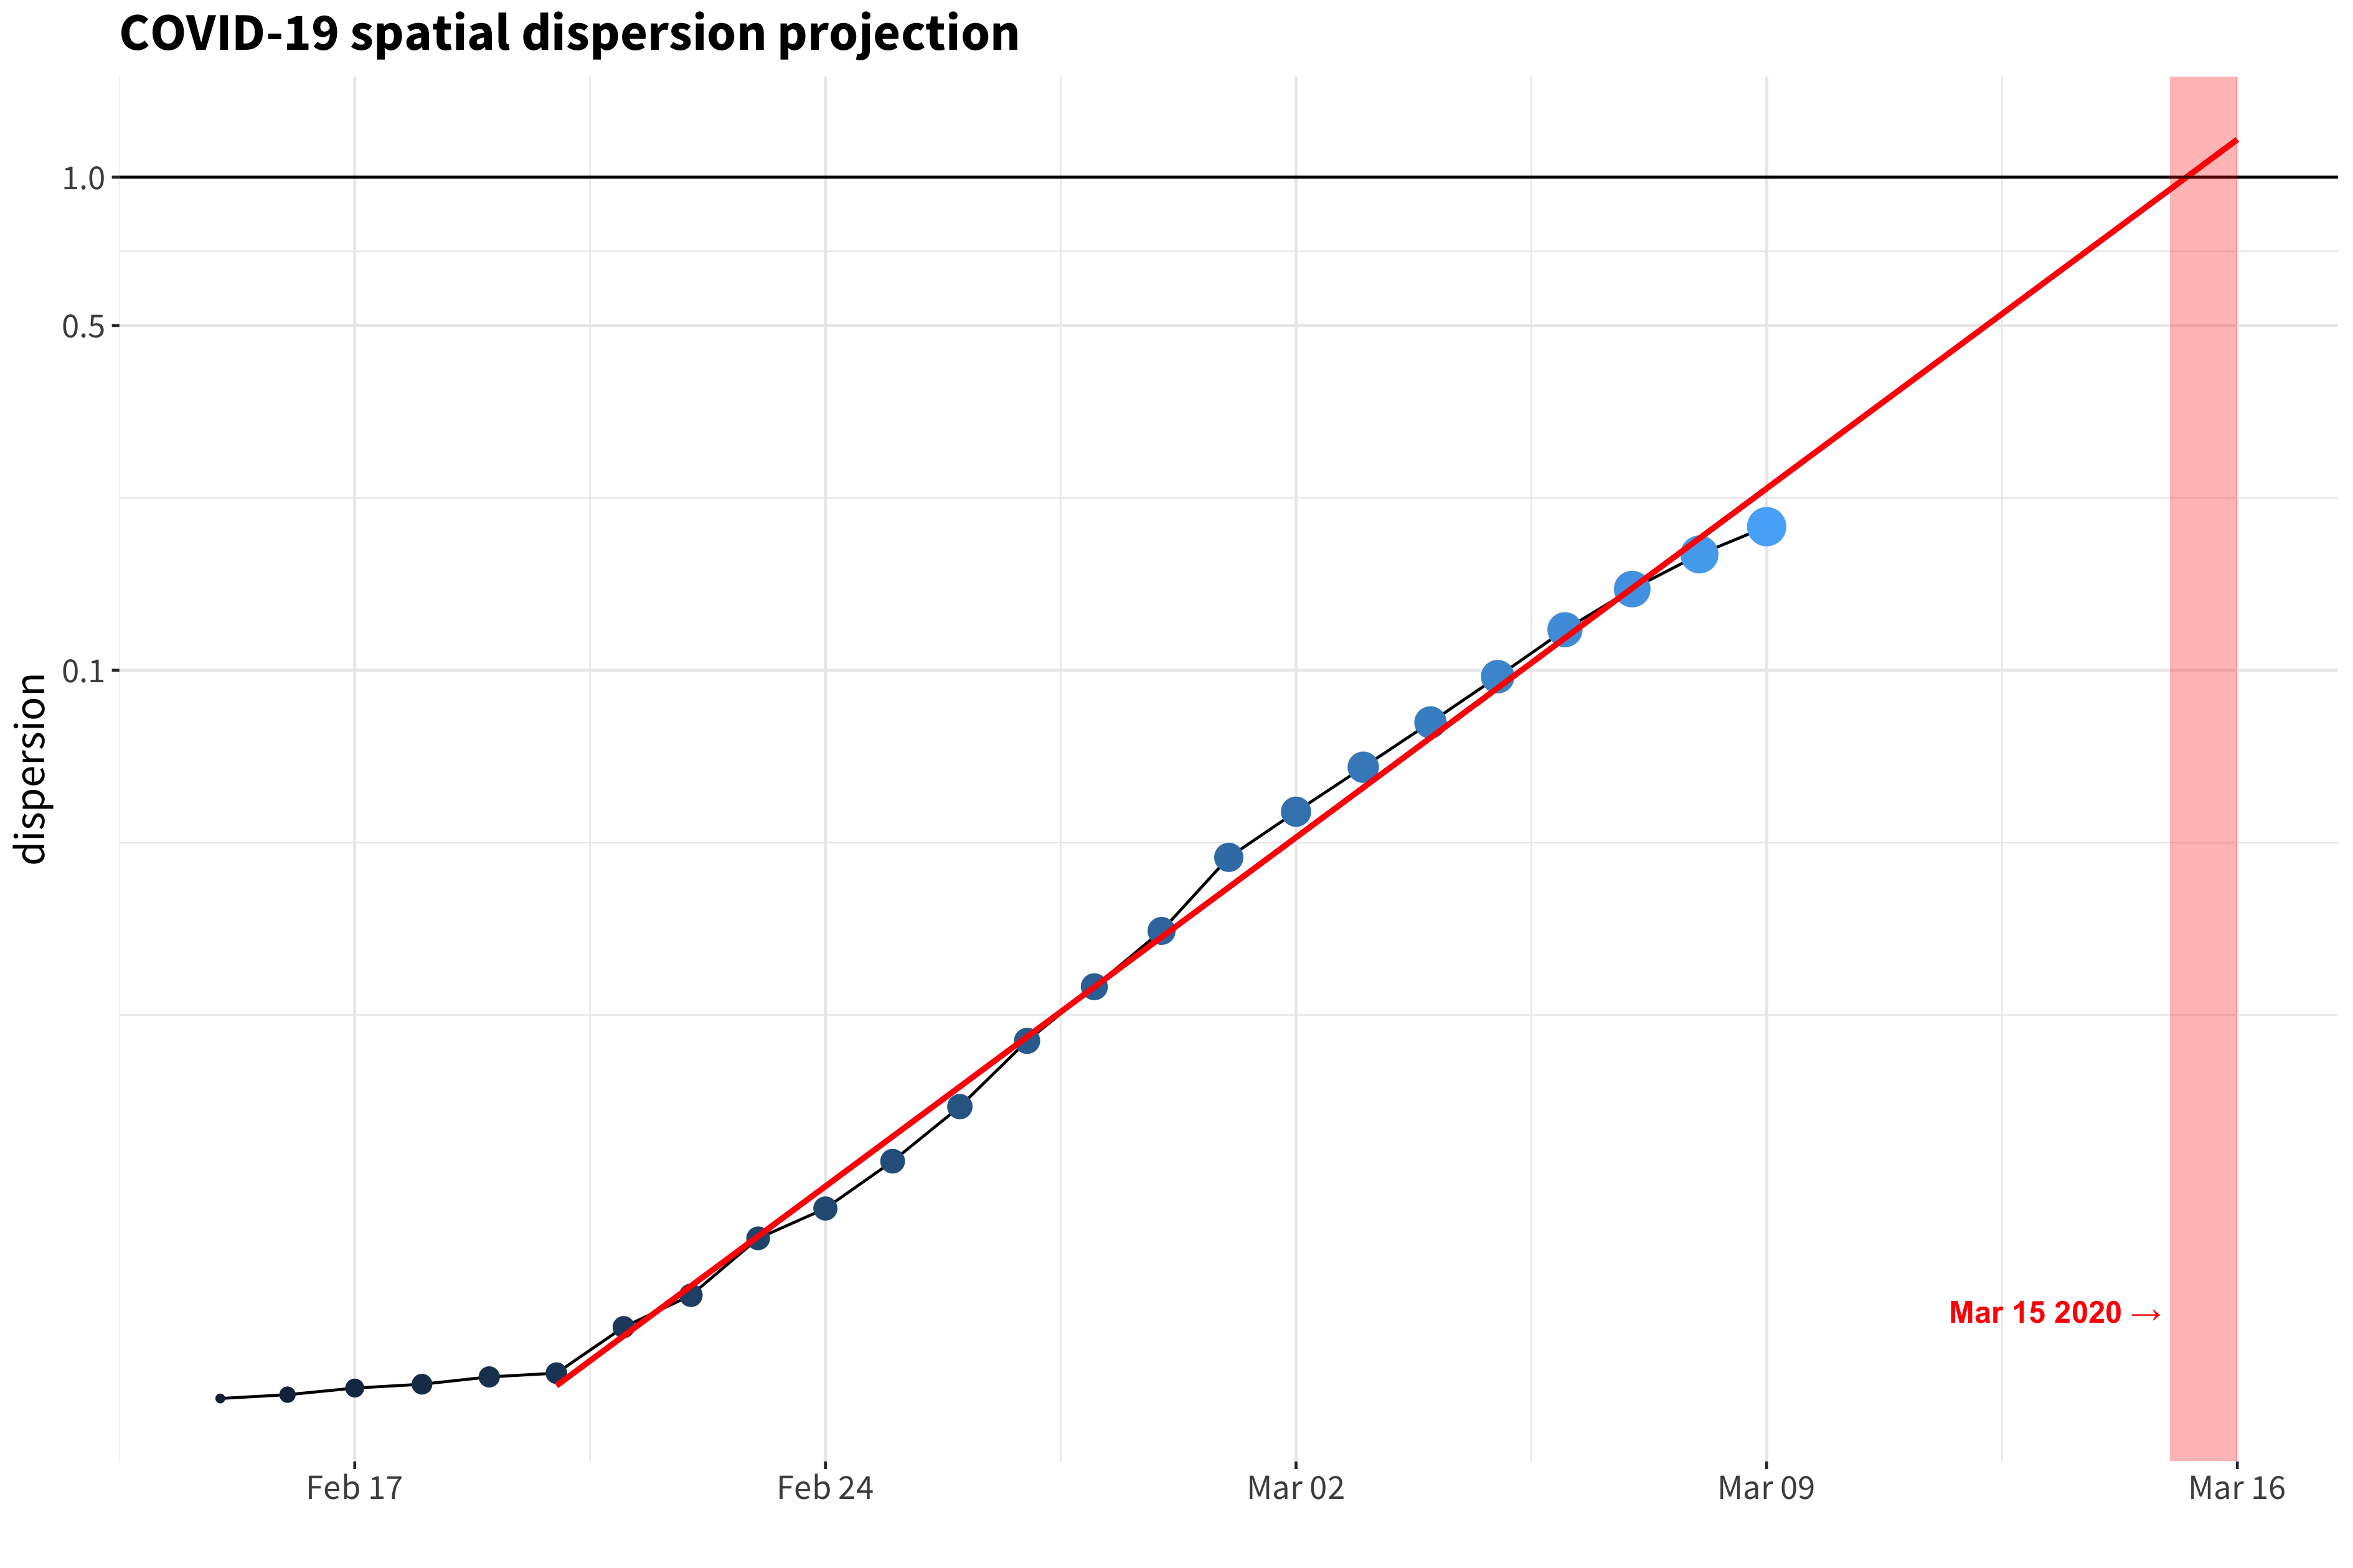 COVID-19 spatial dispersion projection
1.0
0.5
0.1
dispersion
Mar 15 2020 →
Feb 17
Feb 24
Mar 02
Mar 09
Mar 16